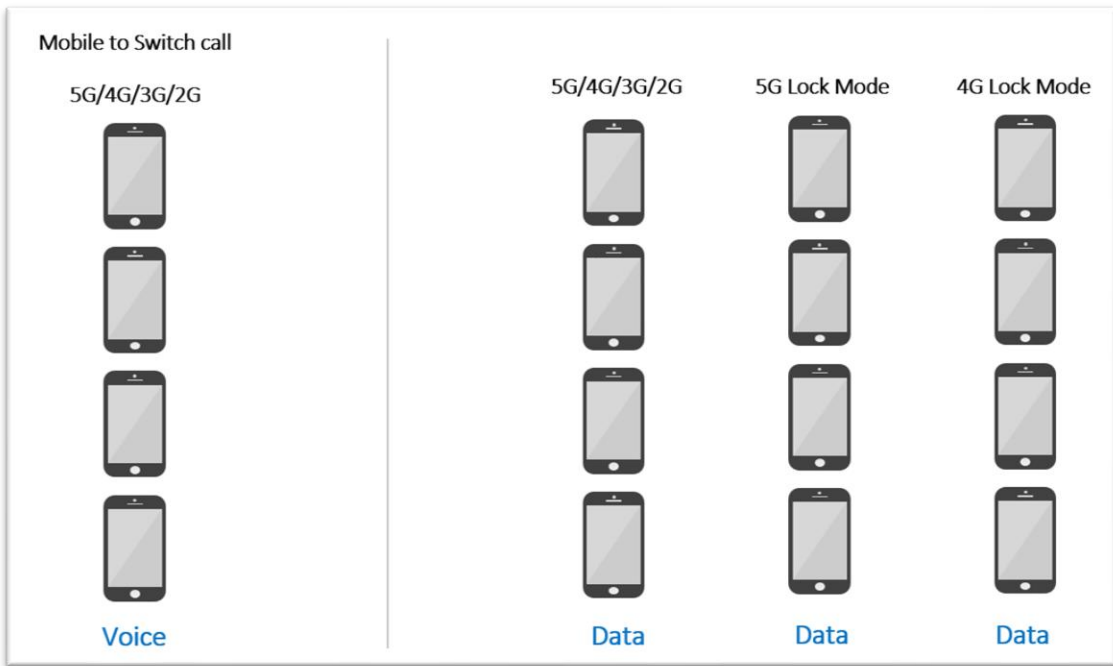 Mobile to Switch call
5G/4G/3G/2G
Voice
5G/4G/3G/2G
5G Lock Mode
4G Lock Mode
Data
Data
Data